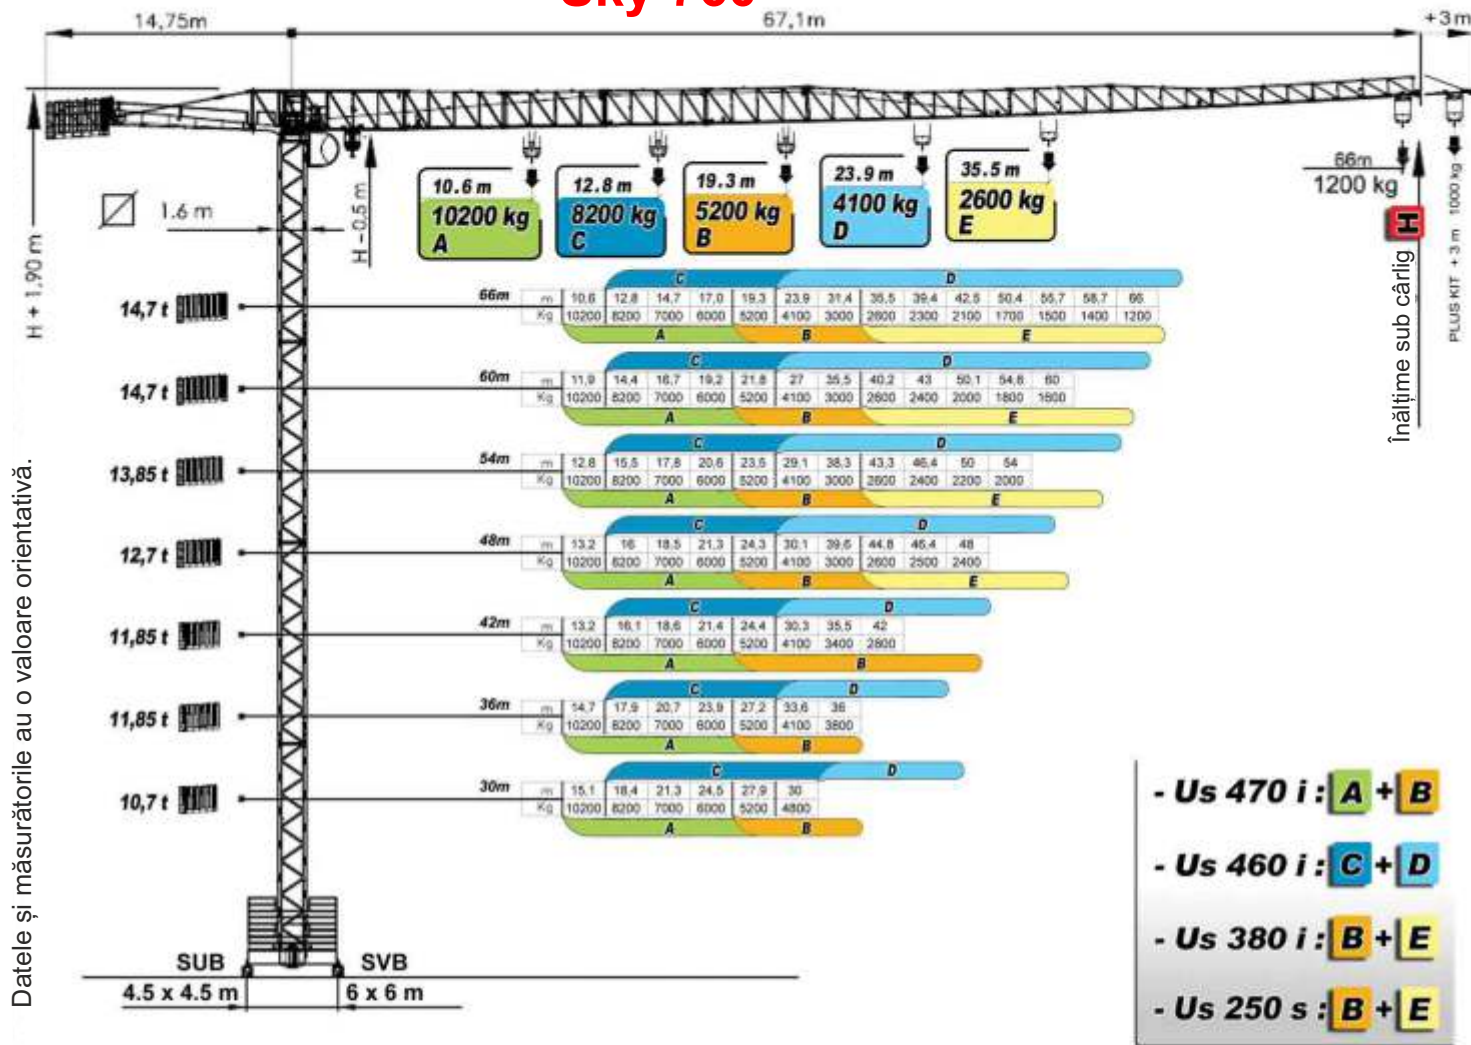 14,75m
67,1m
+3m
H + 1,90 m
1.6 m
H - 0.5 m
10.6 m
10200 kg
A
12.8 m
8200 kg
C
19.3 m
5200 kg
B
23.9 m
4100 kg
D
35.5 m
2600 kg
E
66m
1200 kg
H
Înălțime sub cârlig
PLUS KIT + 3 m 1000 kg
C D
14,7 t 66m m 10,6 12,8 14,7 17,0 19,3 23,9 31,4 35,5 39,4 42,5 50,4 55,7 58,7 66
Kg 10200 8200 7000 6000 5200 4100 3000 2600 2300 2100 1700 1500 1400 1200
A B E
C D
14,7 t 60m m 11,9 14,4 16,7 19,2 21,8 27 35,5 40,2 43 50,1 54,8 60
Kg 10200 8200 7000 6000 5200 4100 3000 2600 2400 2000 1800 1600
A B E
C D
13,85 t 54m m 12,8 15,5 17,8 20,6 23,5 29,1 38,3 43,3 46,4 50 54
Kg 10200 8200 7000 6000 5200 4100 3000 2600 2400 2200 2000
A B E
C D
12,7 t 48m m 13,2 16 18,5 21,3 24,3 30,1 39,6 44,8 46,4 48
Kg 10200 8200 7000 6000 5200 4100 3000 2600 2500 2400
A B E
C D
11,85 t 42m m 13,2 16,1 18,6 21,4 24,4 30,3 35,5 42
Kg 10200 8200 7000 6000 5200 4100 3400 2800
A B
C D
11,85 t 36m m 14,7 17,9 20,7 23,9 27,2 33,6 36
Kg 10200 8200 7000 6000 5200 4100 3800
A B
C D
10,7 t 30m m 15,1 18,4 21,3 24,5 27,9 30
Kg 10200 8200 7000 6000 5200 4800
A B
Datele și măsurătorile au o valoare orientativă.
SUB SVB
4.5 x 4.5 m 6 x 6 m
- Us 470 i : A + B
- Us 460 i : C + D
- Us 380 i : B + E
- Us 250 s : B + E